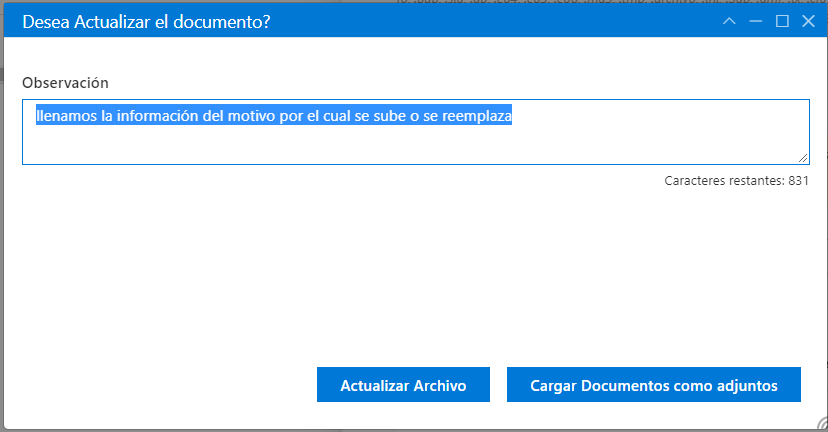 Desea Actualizar el documento?
Observación
llenamos la información del motivo por el cual se sube o se reemplaza
Caracteres restantes: 831
Actualizar Archivo
Cargar Documentos como adjuntos